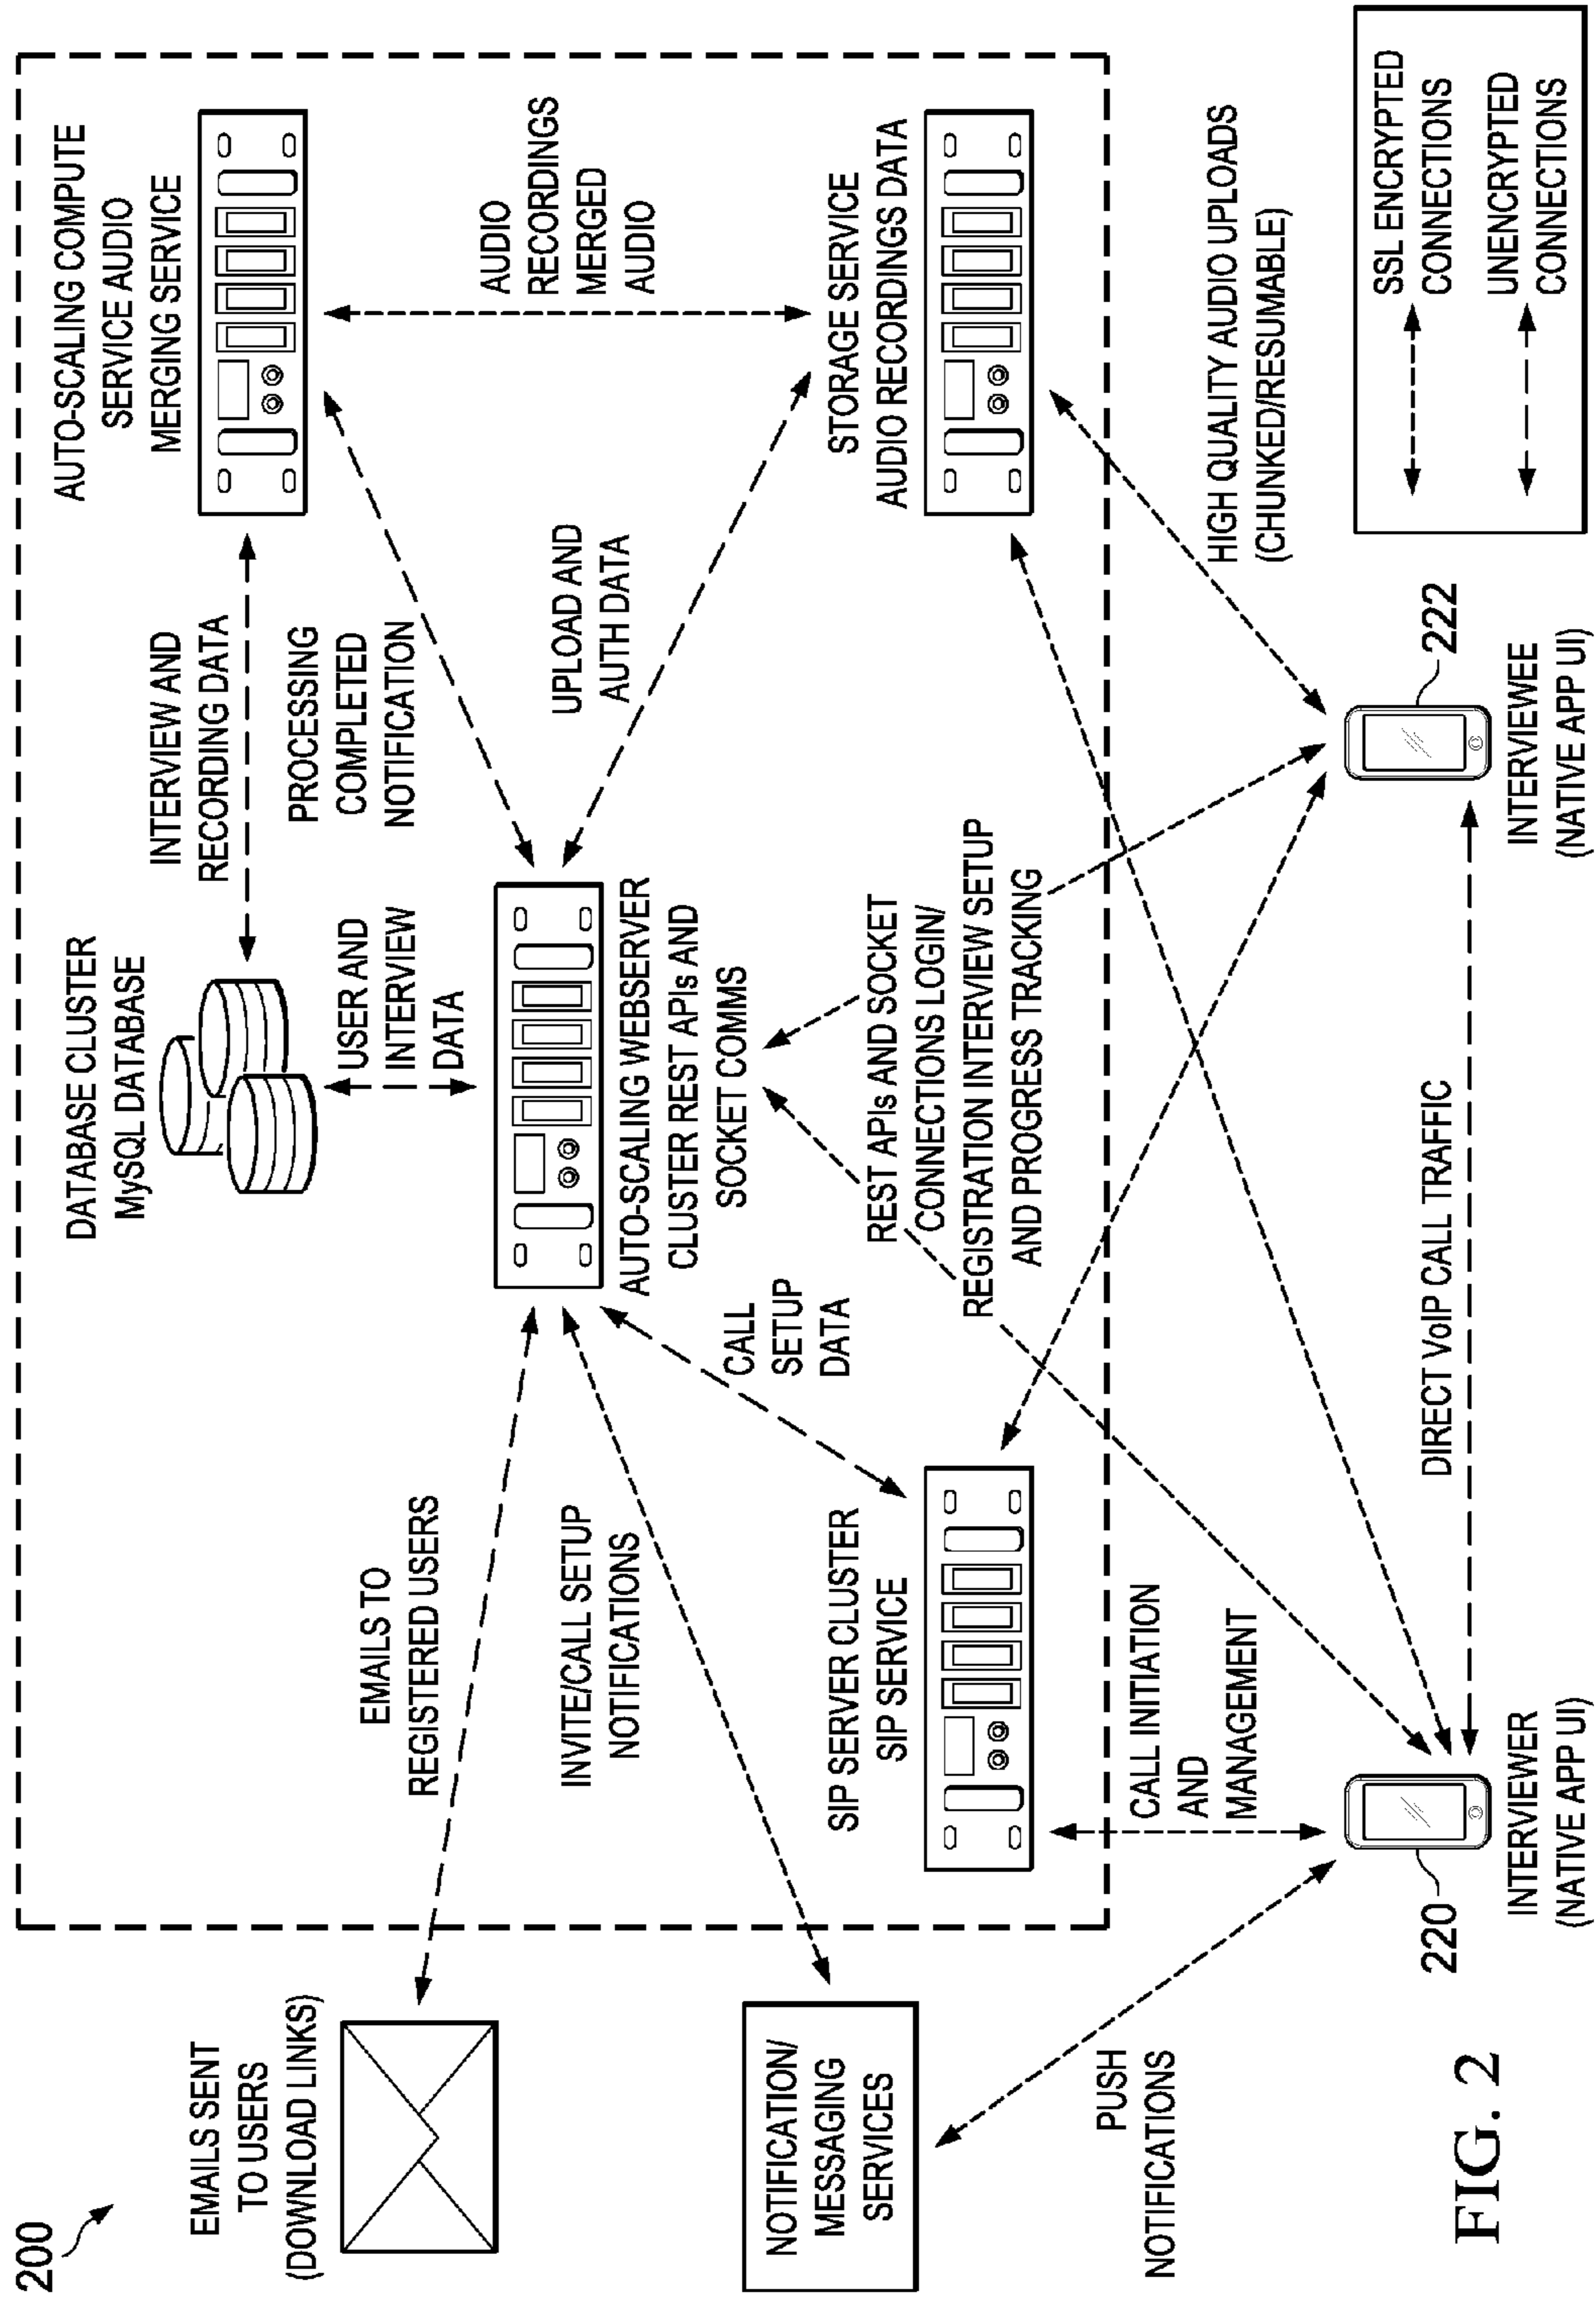 200
EMAILS SENT
TO USERS
(DOWNLOAD LINKS)
EMAILS TO
REGISTERED USERS
DATABASE CLUSTER
MySQL DATABASE
INTERVIEW AND
RECORDING DATA
AUTO-SCALING COMPUTE
SERVICE AUDIO
MERGING SERVICE
USER AND
INTERVIEW
DATA
PROCESSING
COMPLETED
NOTIFICATION
AUDIO
RECORDINGS
MERGED
AUDIO
INVITE/CALL SETUP
NOTIFICATIONS
AUTO-SCALING WEBSERVER
CLUSTER REST APIs AND
SOCKET COMMS
UPLOAD AND
AUTH DATA
NOTIFICATION/
MESSAGING
SERVICES
CALL
SETUP
DATA
SIP SERVER CLUSTER
SIP SERVICE
REST APIs AND SOCKET
CONNECTIONS LOGIN/
REGISTRATION INTERVIEW SETUP
AND PROGRESS TRACKING
STORAGE SERVICE
AUDIO RECORDINGS DATA
PUSH
NOTIFICATIONS
CALL INITIATION
AND
MANAGEMENT
HIGH QUALITY AUDIO UPLOADS
(CHUNKED/RESUMABLE)
220
DIRECT VoIP CALL TRAFFIC
222
INTERVIEWER
(NATIVE APP UI)
INTERVIEWEE
(NATIVE APP UI)
SSL ENCRYPTED
CONNECTIONS
UNENCRYPTED
CONNECTIONS
FIG. 2